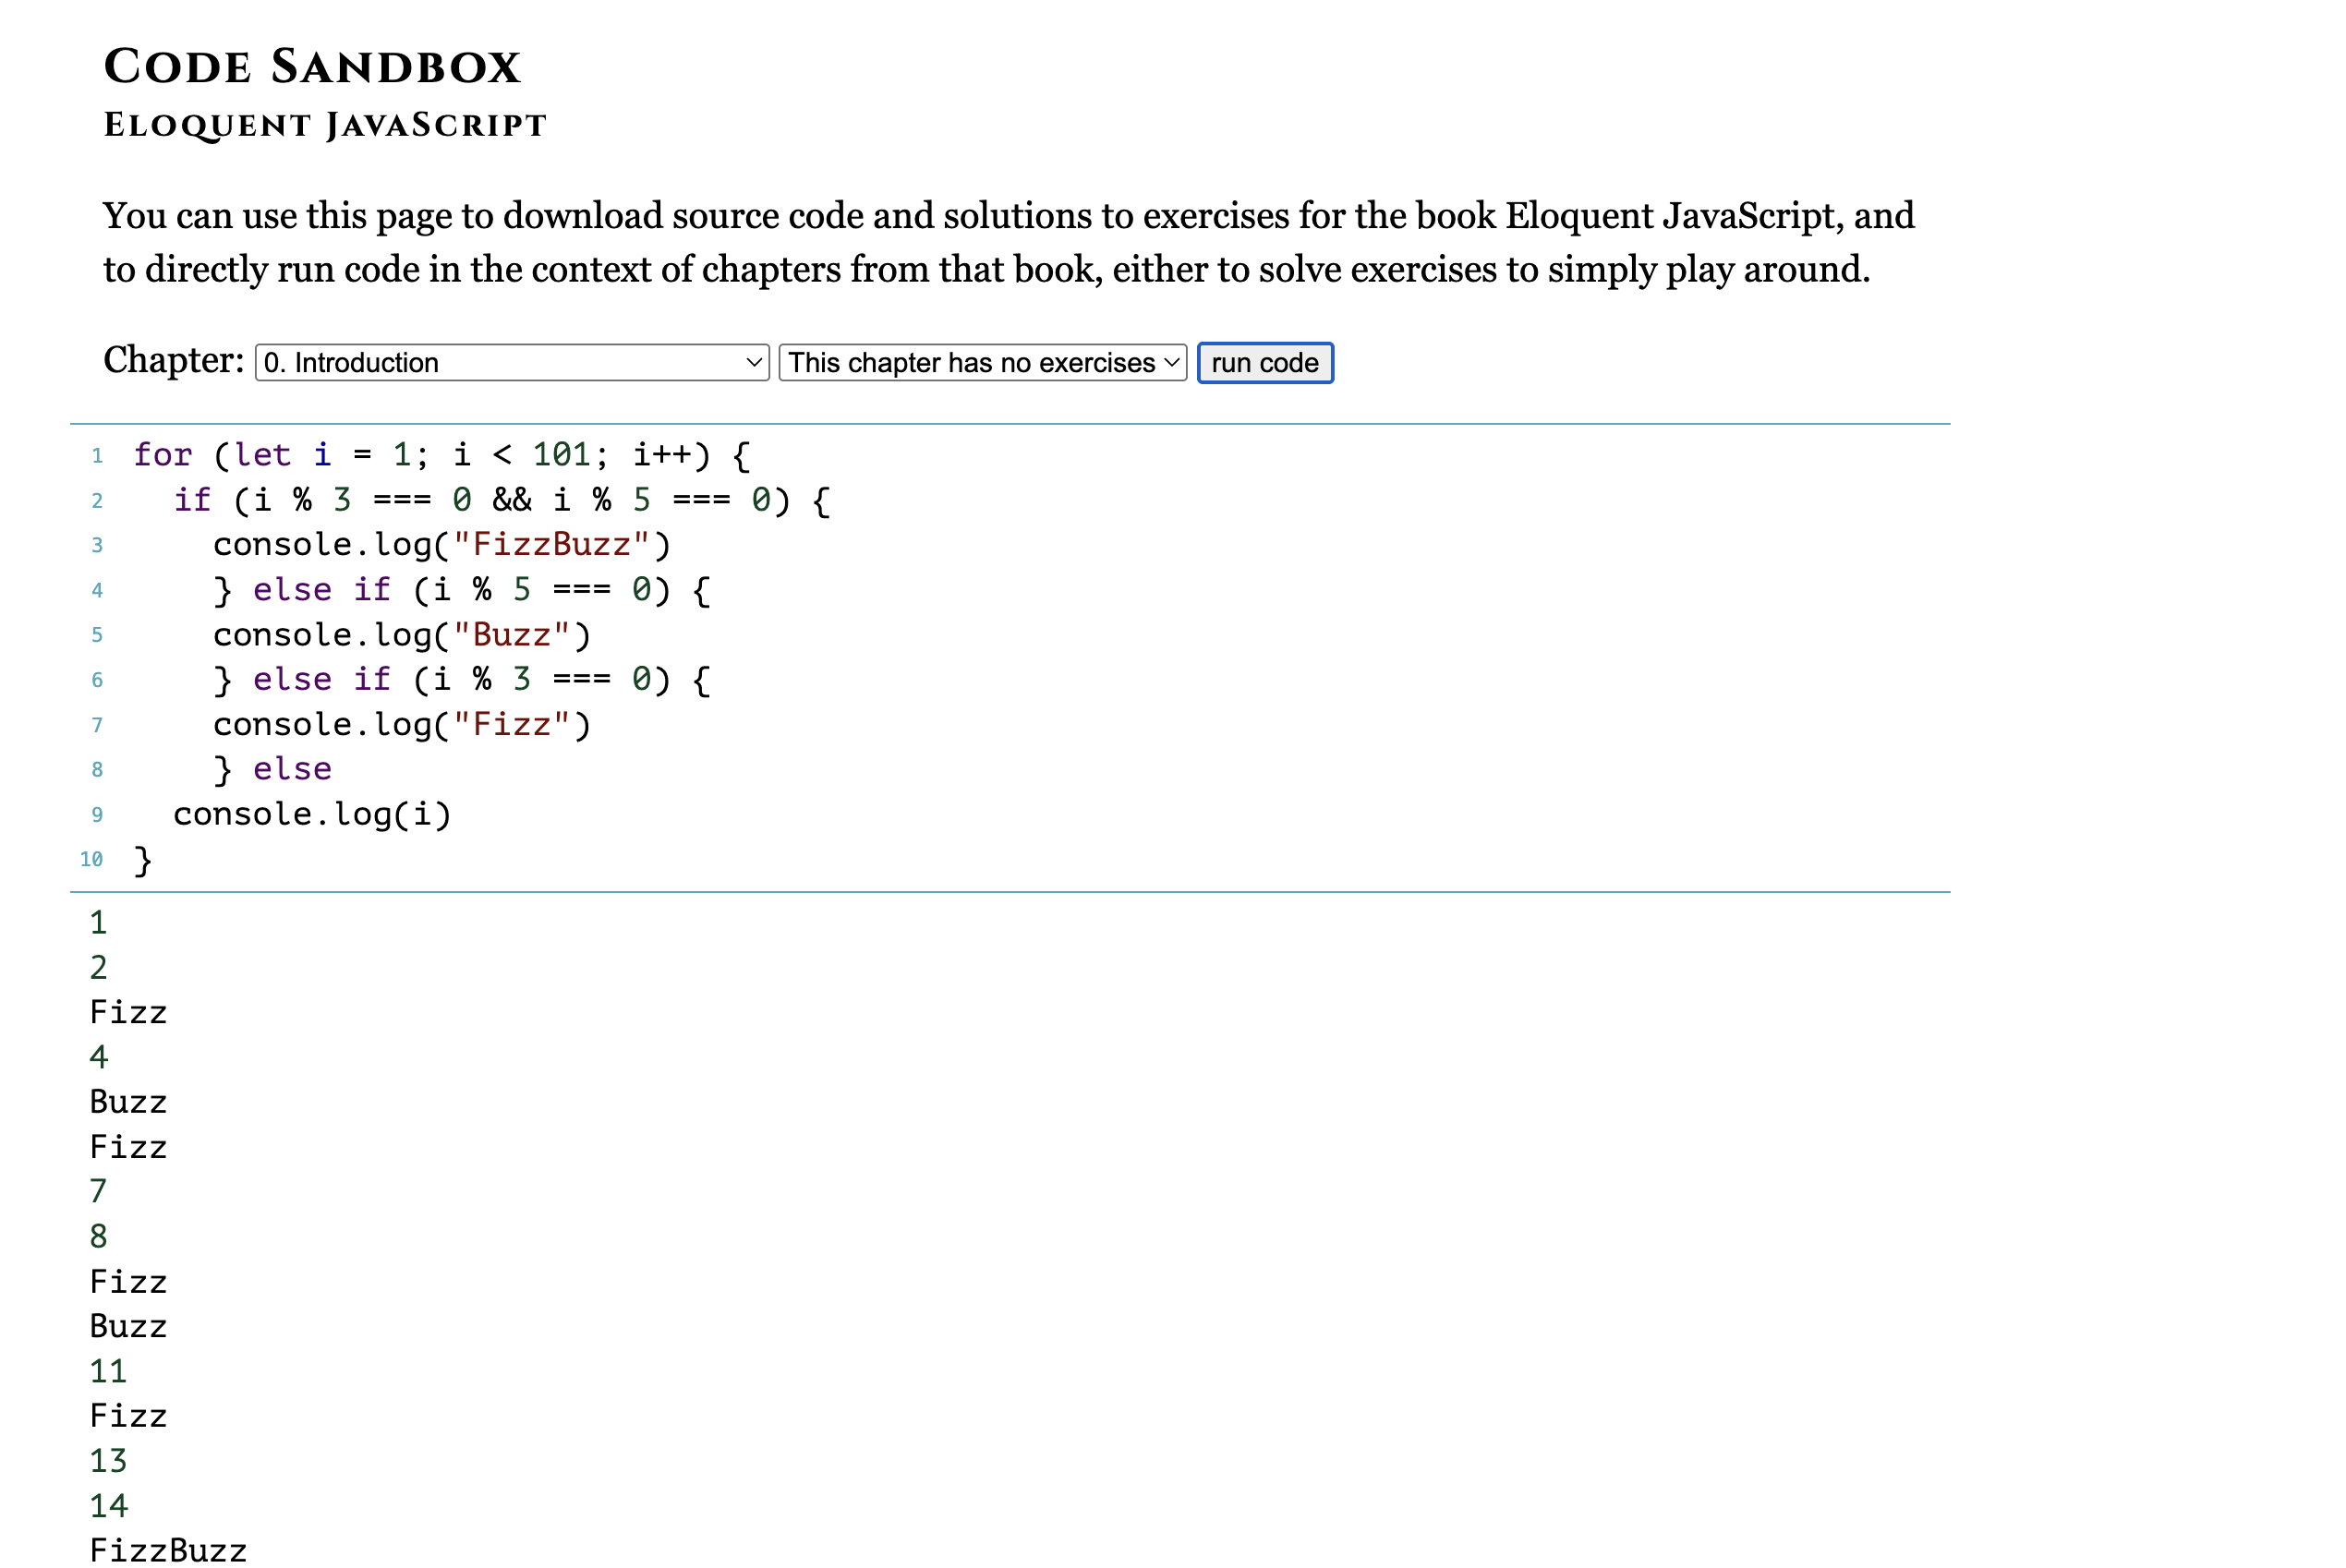 Code Sandbox
Eloquent JavaScript
You can use this page to download source code and solutions to exercises for the book Eloquent JavaScript, and
to directly run code in the context of chapters from that book, either to solve exercises to simply play around.
Chapter: 0. Introduction This chapter has no exercises run code
1 for (let i = 1; i < 101; i++) {
2   if (i % 3 === 0 && i % 5 === 0) {
3     console.log("FizzBuzz")
4     } else if (i % 5 === 0) {
5     console.log("Buzz")
6     } else if (i % 3 === 0) {
7     console.log("Fizz")
8     } else
9   console.log(i)
10 }
1
2
Fizz
4
Buzz
Fizz
7
8
Fizz
Buzz
11
Fizz
13
14
FizzBuzz